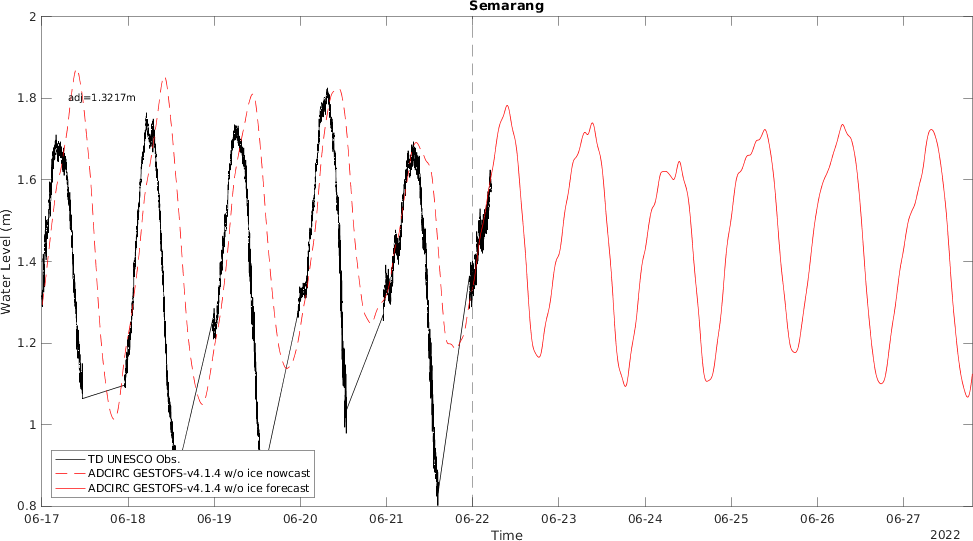 Semarang
2
1.8
1.6
1.4
1.2
1
0.8
Water Level (m)
adj=1.3217m
TD UNESCO Obs.
ADCIRC GESTOFS-v4.1.4 w/o ice nowcast
ADCIRC GESTOFS-v4.1.4 w/o ice forecast
06-17 06-18 06-19 06-20 06-21 06-22 06-23 06-24 06-25 06-26 06-27
Time
2022